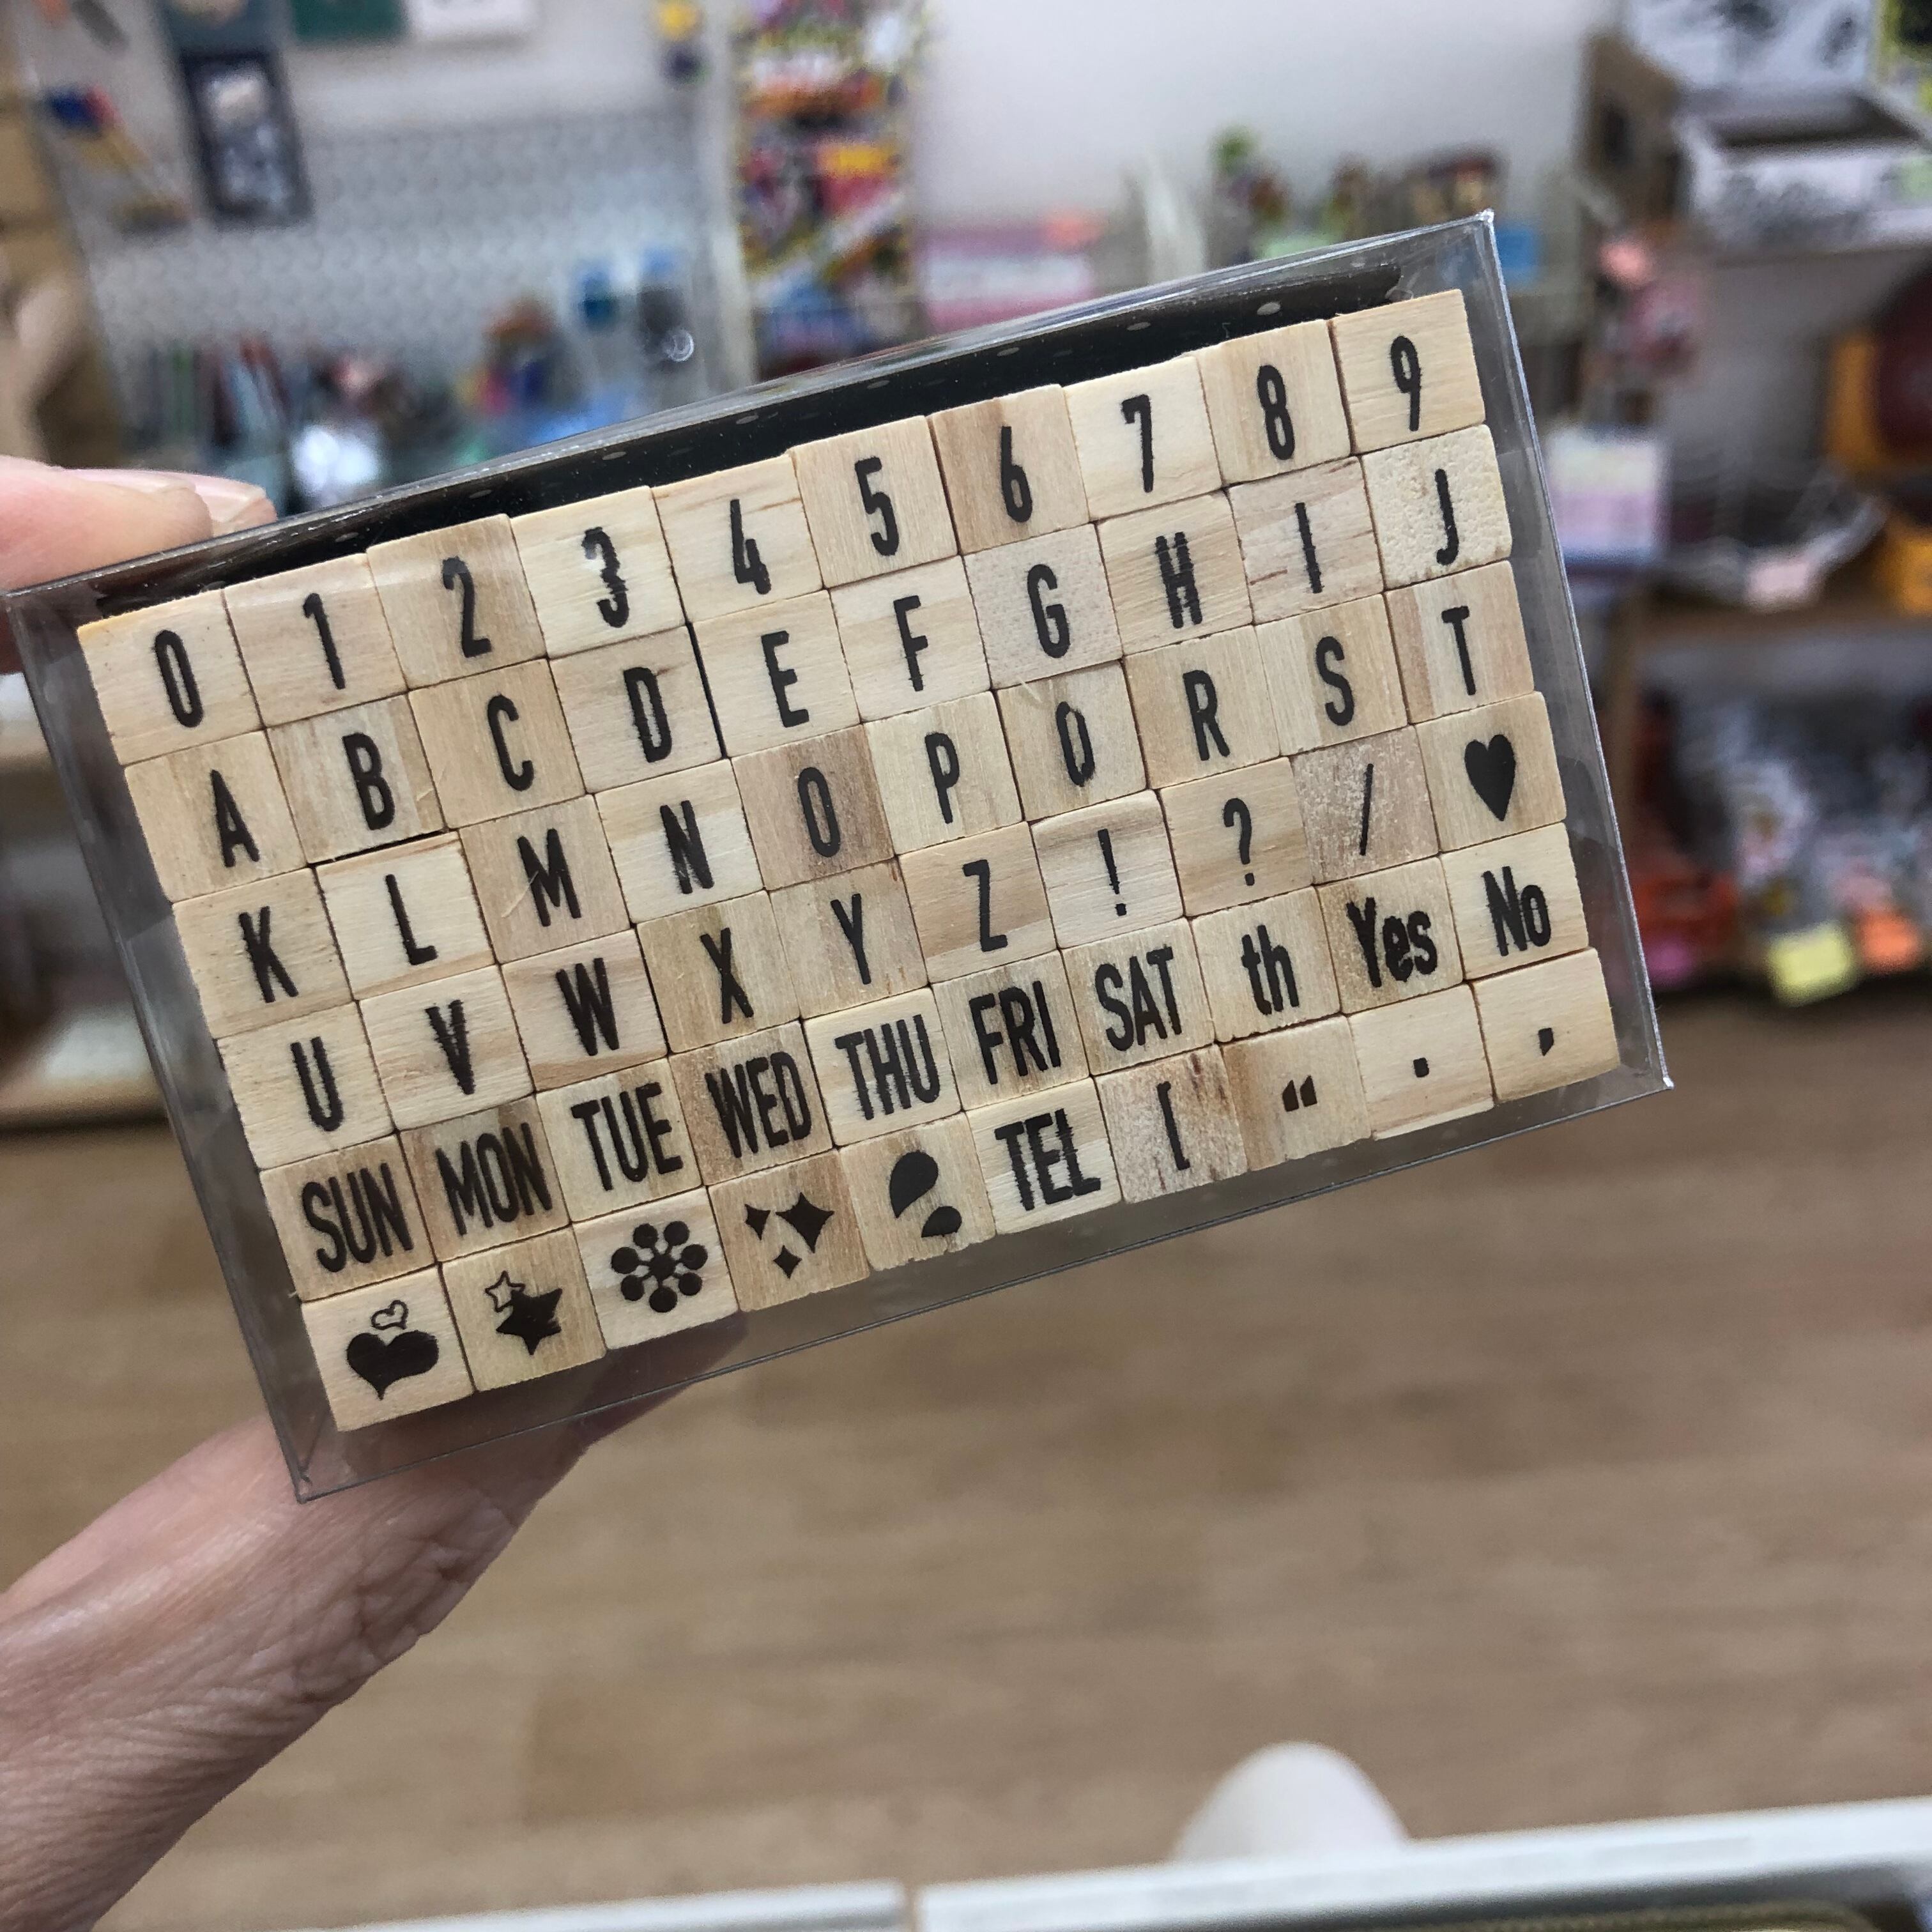 0 1 2 3 4 5 6 7 8 9
A B C D E F G H I J
K L M N O P Q R S T
U V W X Y Z ! ? / ♥
SUN MON TUE WED THU FRI SAT th Yes No
TEL [ “ . ,